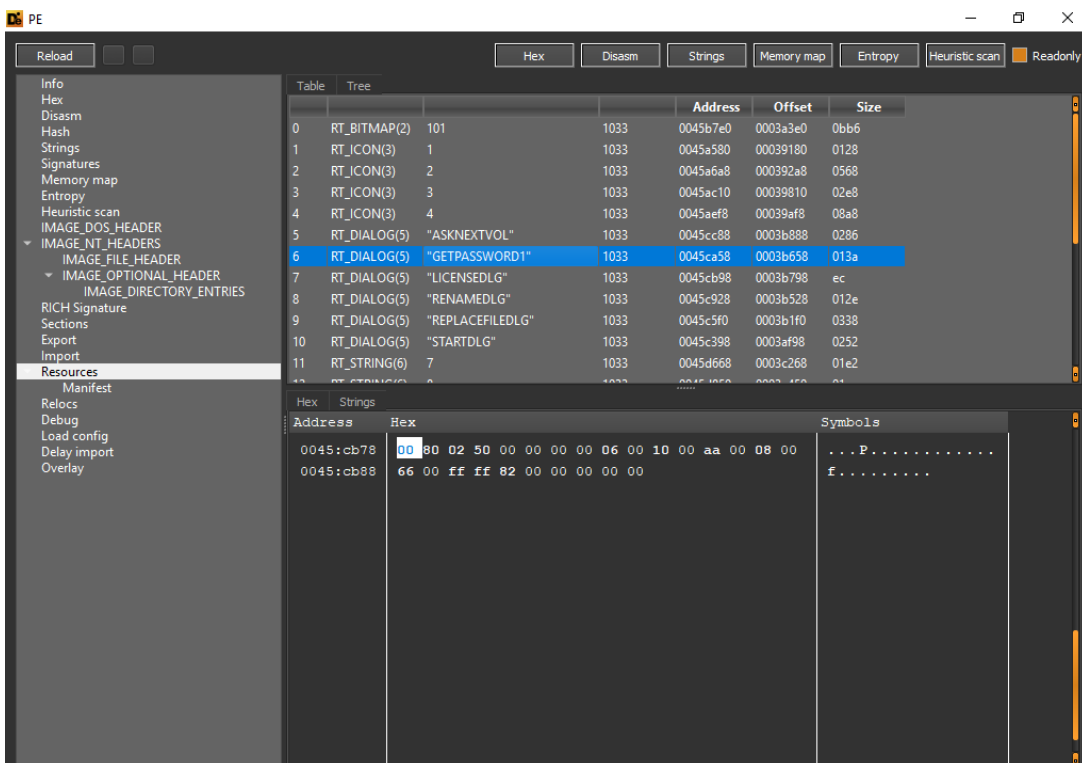 PE
Reload Hex Disasm Strings Memory map Entropy Heuristic scan Readonly
Info
Hex
Disasm
Hash
Strings
Signatures
Memory map
Entropy
Heuristic scan
IMAGE_DOS_HEADER
IMAGE_NT_HEADERS
IMAGE_FILE_HEADER
IMAGE_OPTIONAL_HEADER
IMAGE_DIRECTORY_ENTRIES
RICH Signature
Sections
Export
Import
Resources
Manifest
Relocs
Debug
Load config
Delay import
Overlay
Table Tree
Address Offset Size
0 RT_BITMAP(2) 101 1033 0045b7e0 0003a3e0 0bb6
1 RT_ICON(3) 1 1033 0045a580 00039180 0128
2 RT_ICON(3) 2 1033 0045a6a8 000392a8 0568
3 RT_ICON(3) 3 1033 0045ac10 00039810 02e8
4 RT_ICON(3) 4 1033 0045aef8 00039af8 08a8
5 RT_DIALOG(5) "ASKNEXTVOL" 1033 0045cc88 0003b888 0286
6 RT_DIALOG(5) "GETPASSWORD1" 1033 0045ca58 0003b658 013a
7 RT_DIALOG(5) "LICENSEDLG" 1033 0045cb98 0003b798 ec
8 RT_DIALOG(5) "RENAMEDLG" 1033 0045c928 0003b528 012e
9 RT_DIALOG(5) "REPLACEFILEDLG" 1033 0045c5f0 0003b1f0 0338
10 RT_DIALOG(5) "STARTDLG" 1033 0045c398 0003af98 0252
11 RT_STRING(6) 7 1033 0045d668 0003c268 01e2
Hex Strings
Address Hex Symbols
0045:cb78 00 80 02 50 00 00 00 00 06 00 10 00 aa 00 08 00 ...P............
0045:cb88 66 00 ff ff 82 00 00 00 00 00 f.........